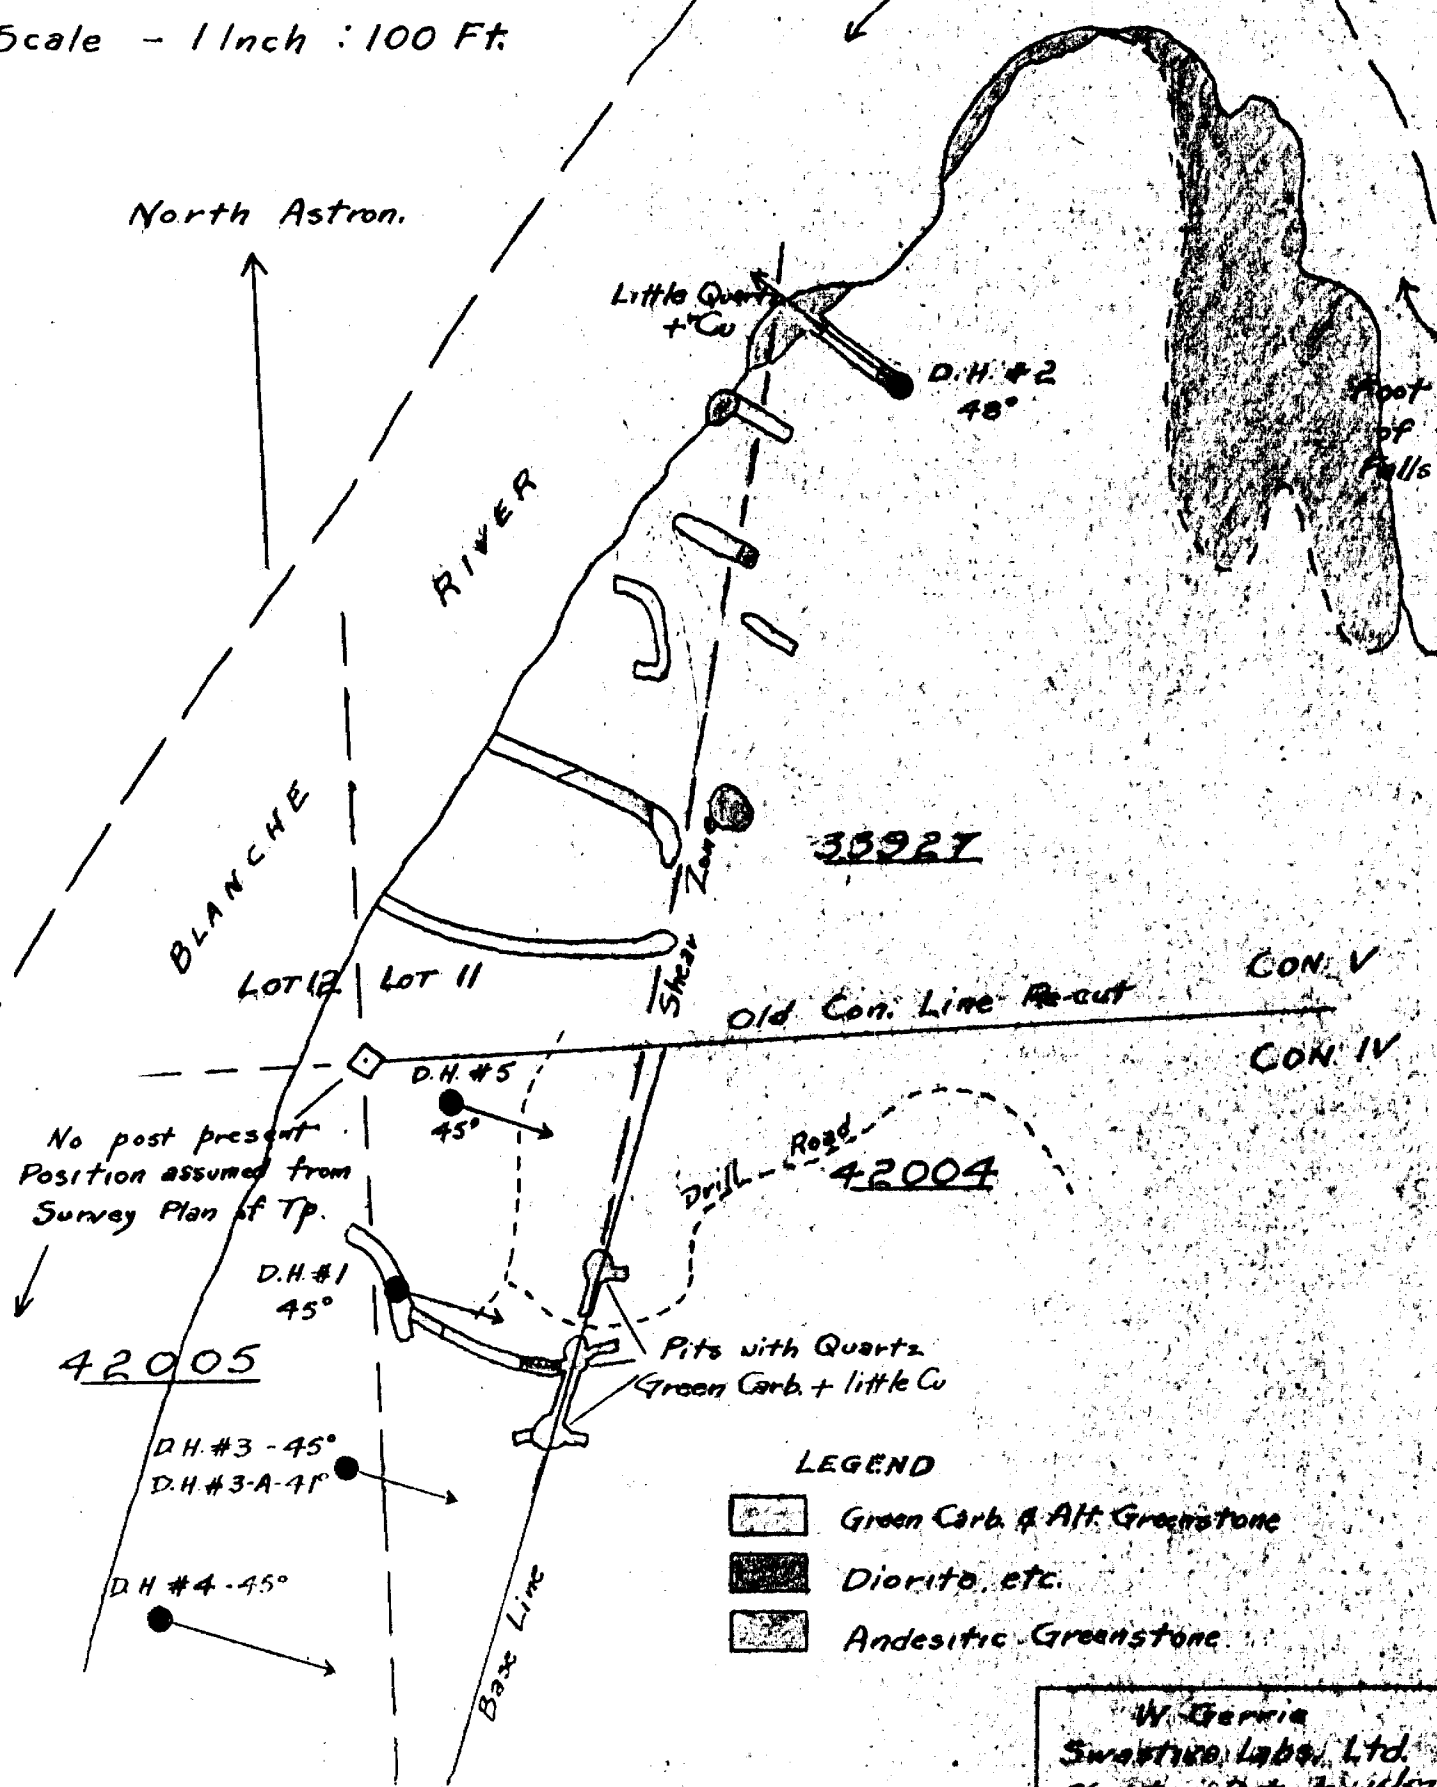 Scale - 1 Inch : 100 Ft.
North Astron.
Little Quartz
+ Cu
D.H. #2
48°
Foot
of
Falls
RIVER
BLANCHE
33927
Shear Zone
LOT 12 LOT 11
CON. V
Old Con. Line Re-cut
CON. IV
D.H. #5
45°
No post present
Position assumed from
Survey Plan of Tp.
Drill Road
42004
D.H. #1
45°
42005
Pits with Quartz
Green Carb. + little Cu
D.H. #3 - 45°
D.H. #3-A - 41°
D.H #4 - 45°
Base Line
LEGEND
Green Carb. & Alt. Greenstone
Diorite, etc.
Andesitic Greenstone
W. Gerrie
Swastika Labs. Ltd.